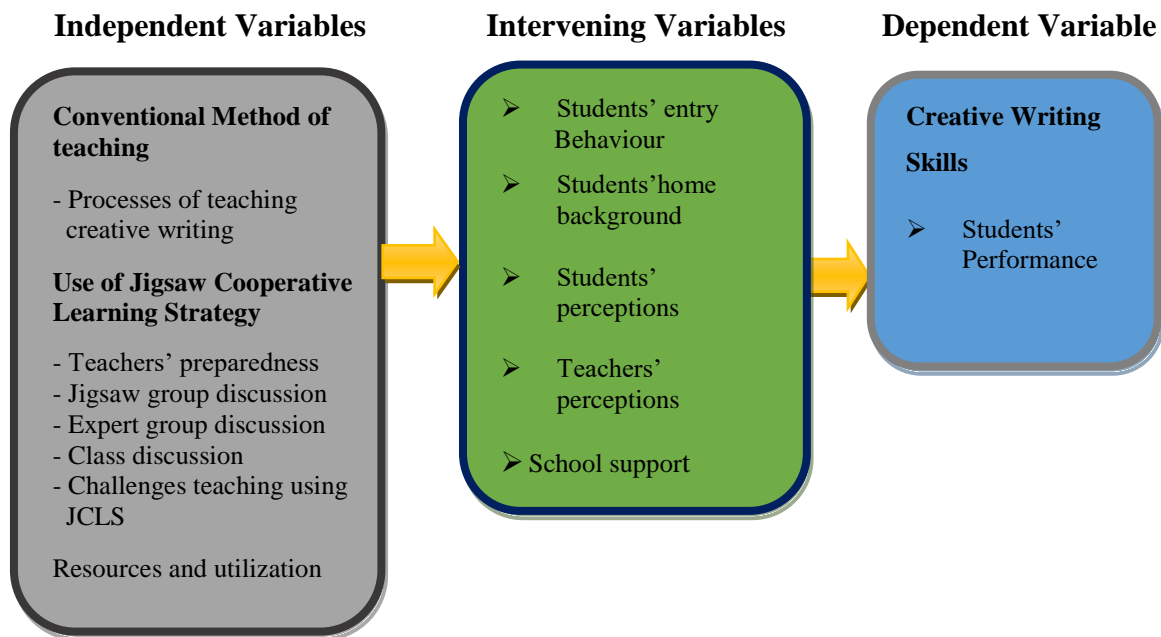 Independent Variables
Conventional Method of
teaching
- Processes of teaching
creative writing
Use of Jigsaw Cooperative
Learning Strategy
- Teachers’ preparedness
- Jigsaw group discussion
- Expert group discussion
- Class discussion
- Challenges teaching using
JCLS
Resources and utilization
Intervening Variables
➢ Students’ entry
Behaviour
➢ Students’home
background
➢ Students’
perceptions
➢ Teachers’
perceptions
➢ School support
Dependent Variable
Creative Writing
Skills
➢ Students’
Performance